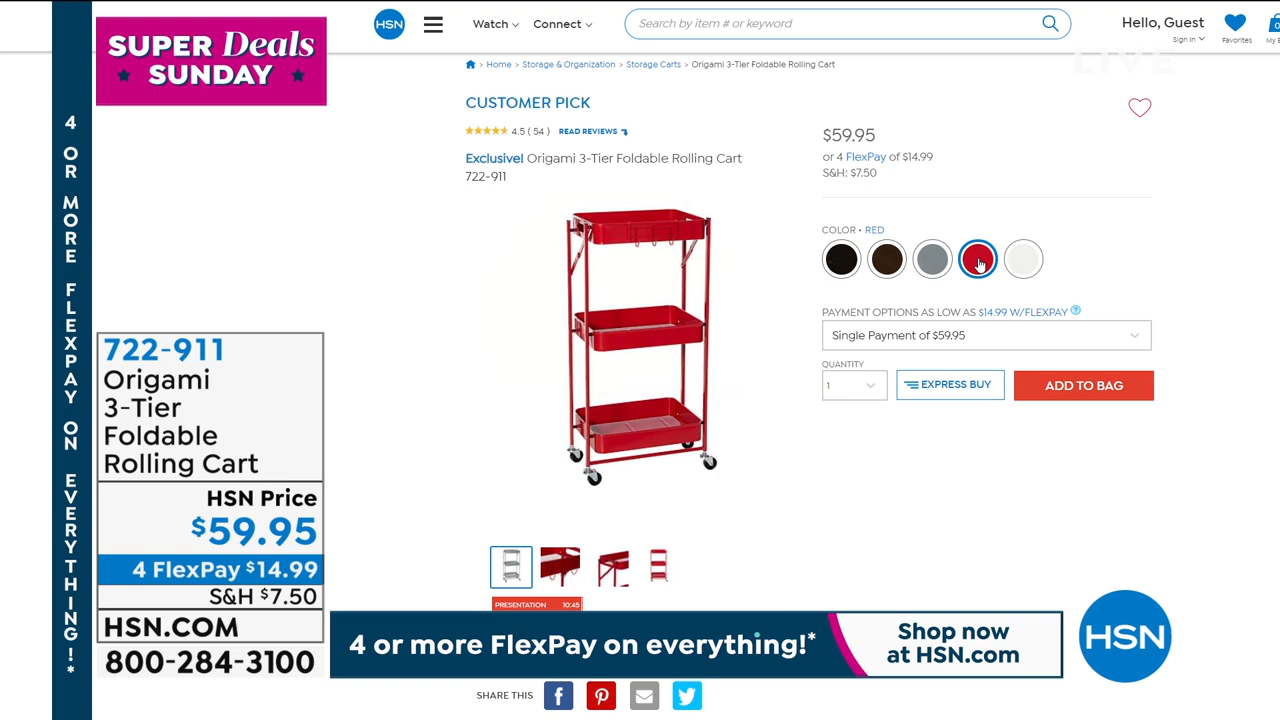 SUPER Deals
SUNDAY
4 OR MORE FLEXPAY ON EVERYTHING!*
722-911
Origami
3-Tier
Foldable
Rolling Cart
HSN Price
$59.95
4 FlexPay $14.99
S&H $7.50
HSN.COM
800-284-3100
HSN
Watch
Connect
Search by item # or keyword
Hello, Guest
Sign In
Favorites
0
LIVE
> Home > Storage & Organization > Storage Carts > Origami 3-Tier Foldable Rolling Cart
CUSTOMER PICK
4.5 ( 54 ) READ REVIEWS
Exclusive! Origami 3-Tier Foldable Rolling Cart
722-911
$59.95
or 4 FlexPay of $14.99
S&H: $7.50
COLOR • RED
PAYMENT OPTIONS AS LOW AS $14.99 W/FLEXPAY ?
Single Payment of $59.95
QUANTITY
1
EXPRESS BUY
ADD TO BAG
PRESENTATION 10:45
4 or more FlexPay on everything!*
Shop now
at HSN.com
HSN
SHARE THIS